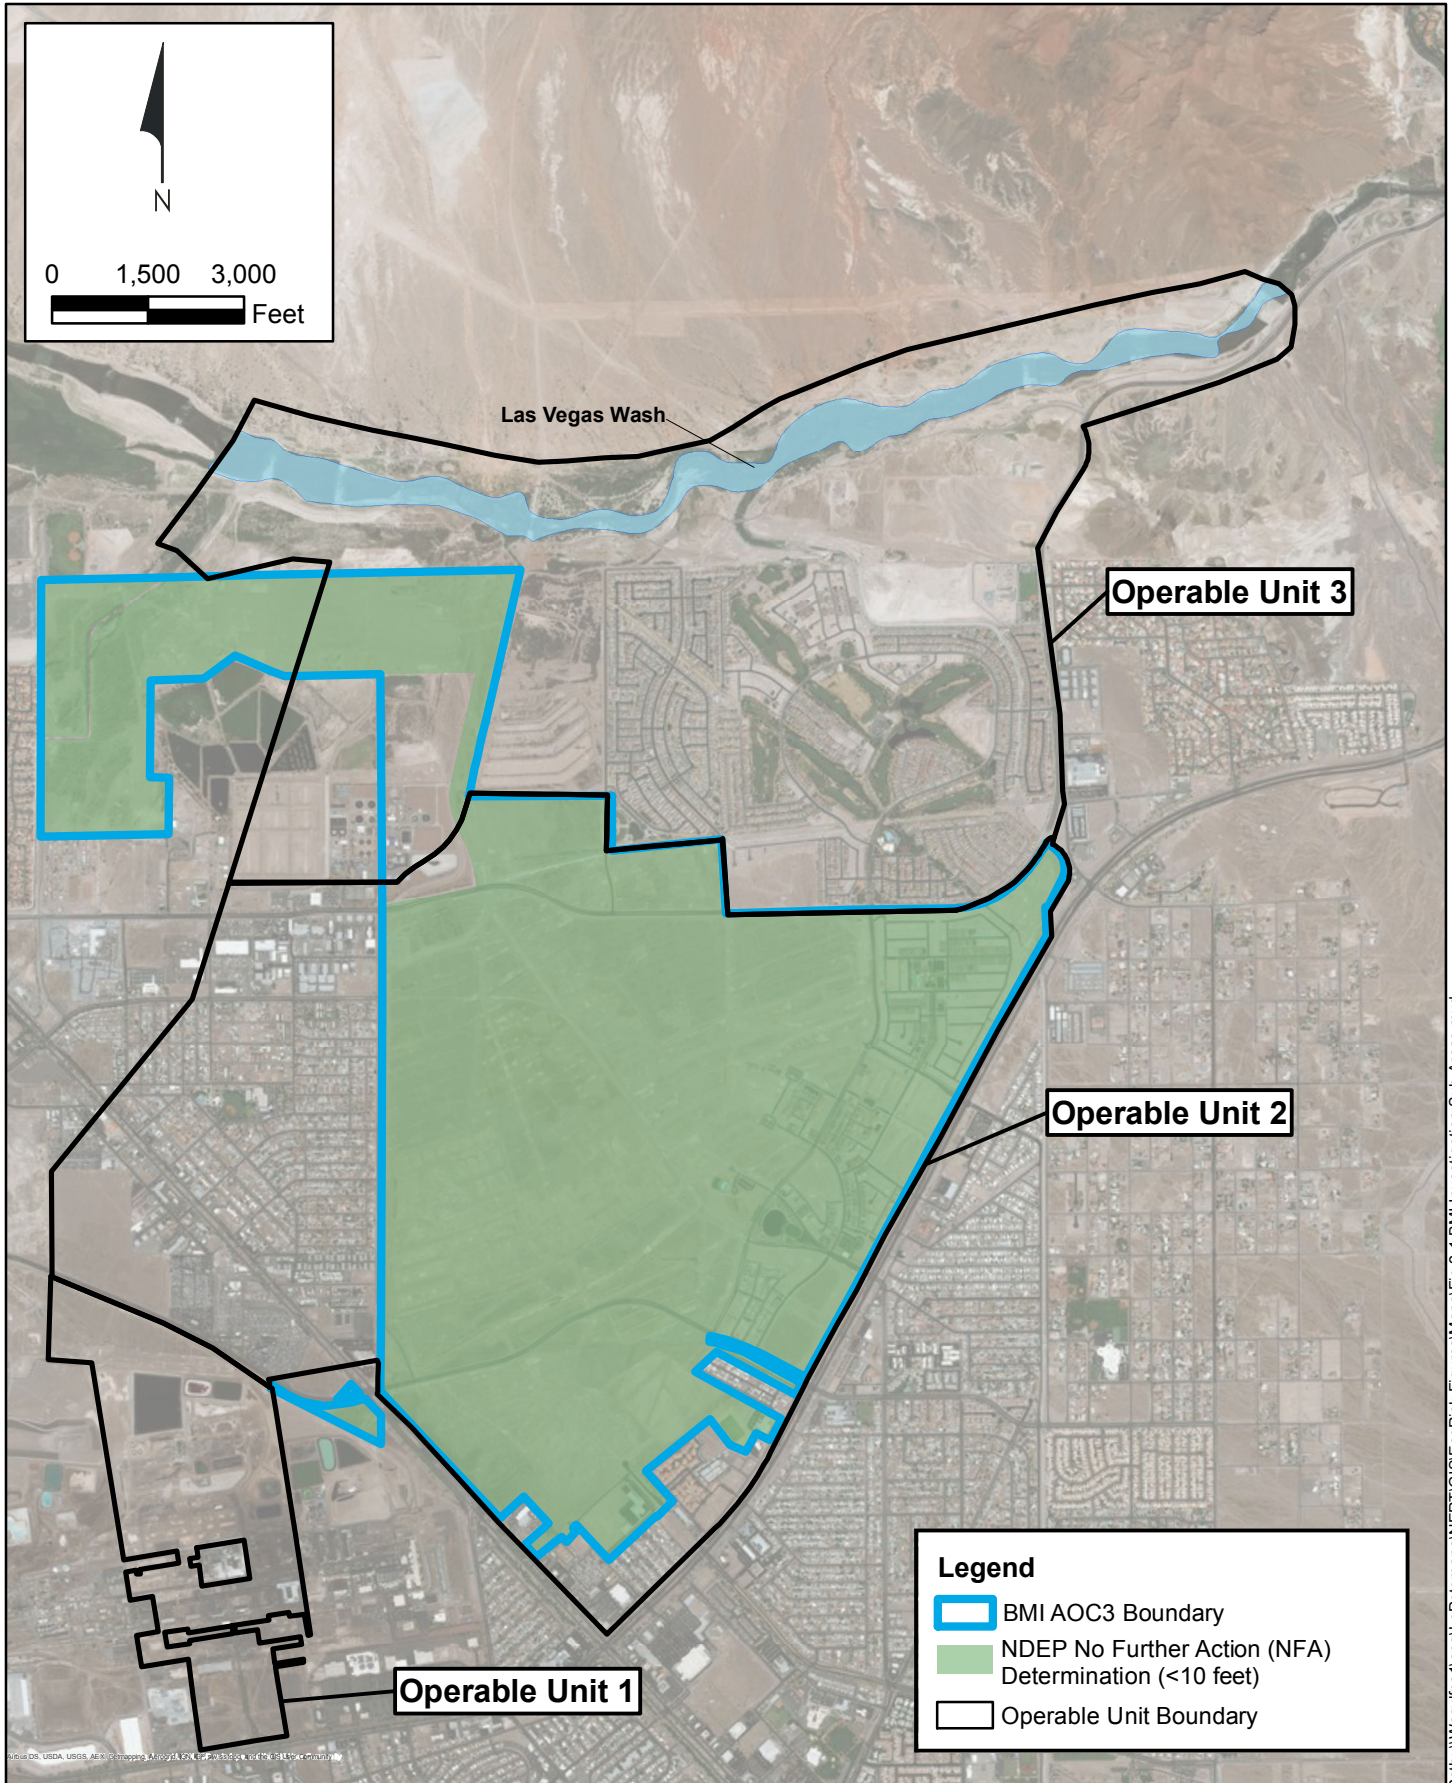 N
0 1,500 3,000
Feet
Las Vegas Wash
Operable Unit 3
Operable Unit 2
Operable Unit 1
Legend
BMI AOC3 Boundary
NDEP No Further Action (NFA)
Determination (<10 feet)
Operable Unit Boundary